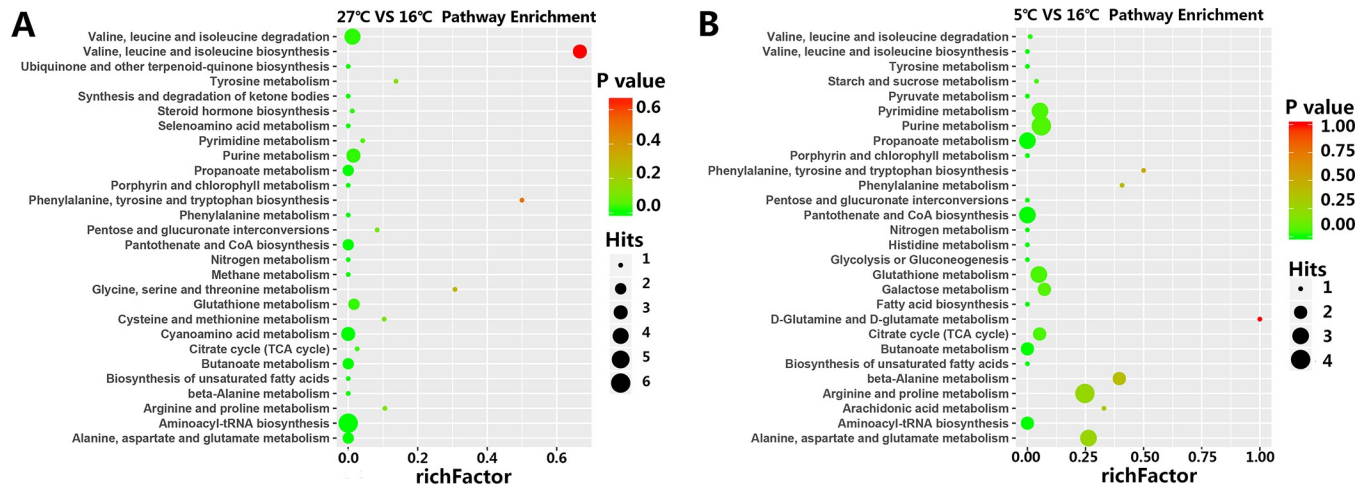 A
27℃ VS 16℃ Pathway Enrichment
Valine, leucine and isoleucine degradation
Valine, leucine and isoleucine biosynthesis
Ubiquinone and other terpenoid-quinone biosynthesis
Tyrosine metabolism
Synthesis and degradation of ketone bodies
Steroid hormone biosynthesis
Selenoamino acid metabolism
Pyrimidine metabolism
Purine metabolism
Propanoate metabolism
Porphyrin and chlorophyll metabolism
Phenylalanine, tyrosine and tryptophan biosynthesis
Phenylalanine metabolism
Pentose and glucuronate interconversions
Pantothenate and CoA biosynthesis
Nitrogen metabolism
Methane metabolism
Glycine, serine and threonine metabolism
Glutathione metabolism
Cysteine and methionine metabolism
Cyanoamino acid metabolism
Citrate cycle (TCA cycle)
Butanoate metabolism
Biosynthesis of unsaturated fatty acids
beta-Alanine metabolism
Arginine and proline metabolism
Aminoacyl-tRNA biosynthesis
Alanine, aspartate and glutamate metabolism
0.0 0.2 0.4 0.6
richFactor
P value
0.6
0.4
0.2
0.0
Hits
1
2
3
4
5
6
B
5℃ VS 16℃ Pathway Enrichment
Valine, leucine and isoleucine degradation
Valine, leucine and isoleucine biosynthesis
Tyrosine metabolism
Starch and sucrose metabolism
Pyruvate metabolism
Pyrimidine metabolism
Purine metabolism
Propanoate metabolism
Porphyrin and chlorophyll metabolism
Phenylalanine, tyrosine and tryptophan biosynthesis
Phenylalanine metabolism
Pentose and glucuronate interconversions
Pantothenate and CoA biosynthesis
Nitrogen metabolism
Histidine metabolism
Glycolysis or Gluconeogenesis
Glutathione metabolism
Galactose metabolism
Fatty acid biosynthesis
D-Glutamine and D-glutamate metabolism
Citrate cycle (TCA cycle)
Butanoate metabolism
Biosynthesis of unsaturated fatty acids
beta-Alanine metabolism
Arginine and proline metabolism
Arachidonic acid metabolism
Aminoacyl-tRNA biosynthesis
Alanine, aspartate and glutamate metabolism
0.00 0.25 0.50 0.75 1.00
richFactor
P value
1.00
0.75
0.50
0.25
0.00
Hits
1
2
3
4